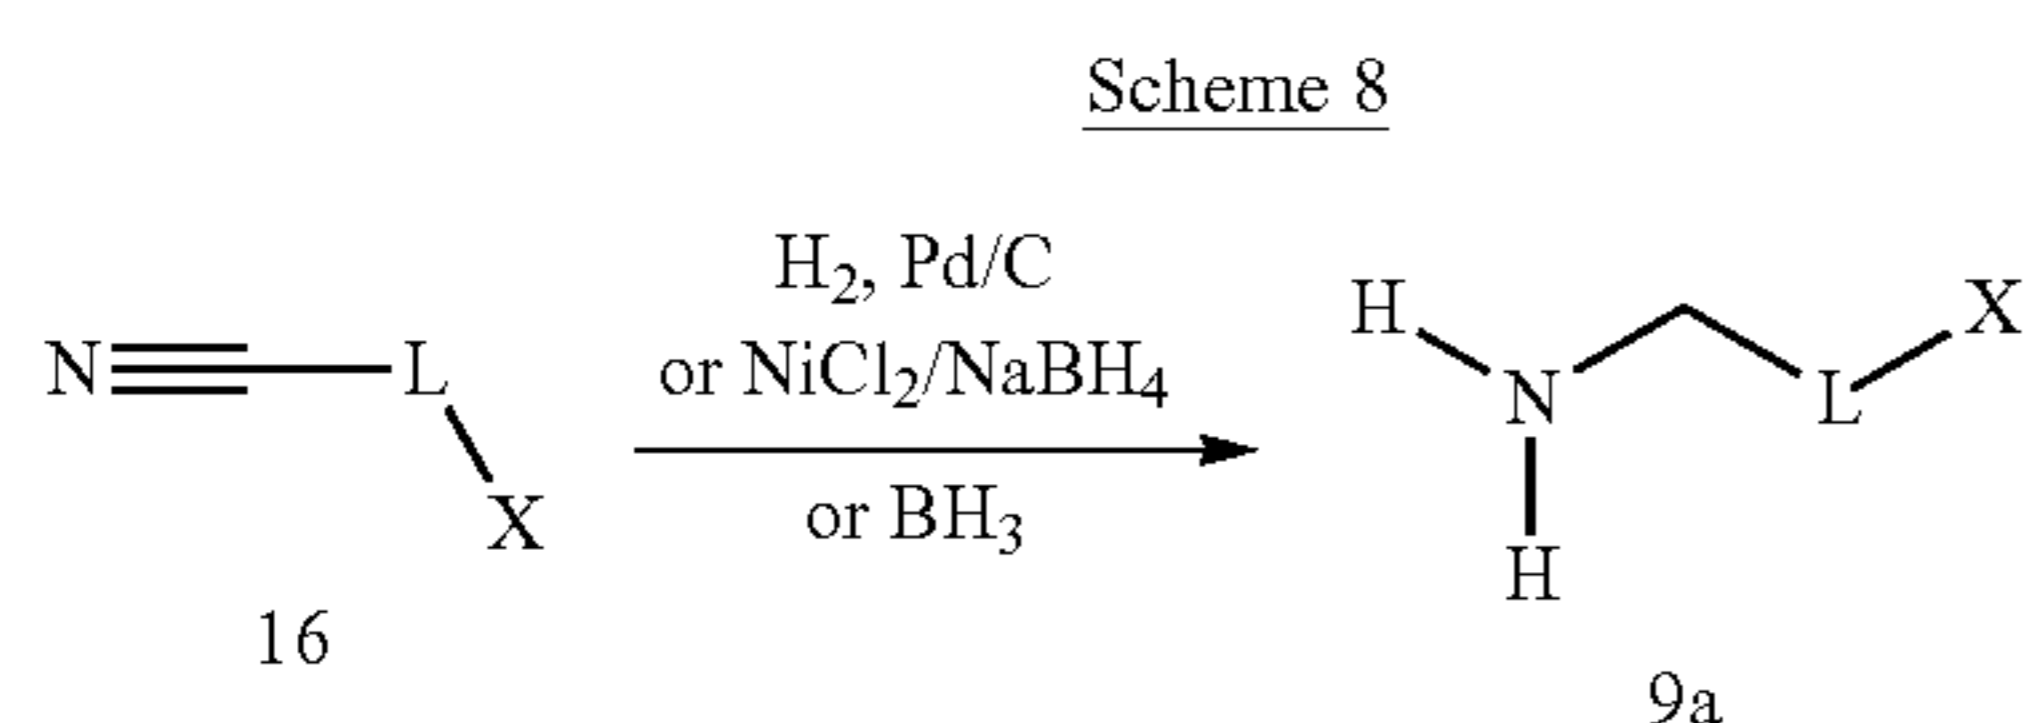 Scheme 8
H2, Pd/C
or NiCl2/NaBH4
or BH3
N
L
X
16
H
N
H
L
X
9a